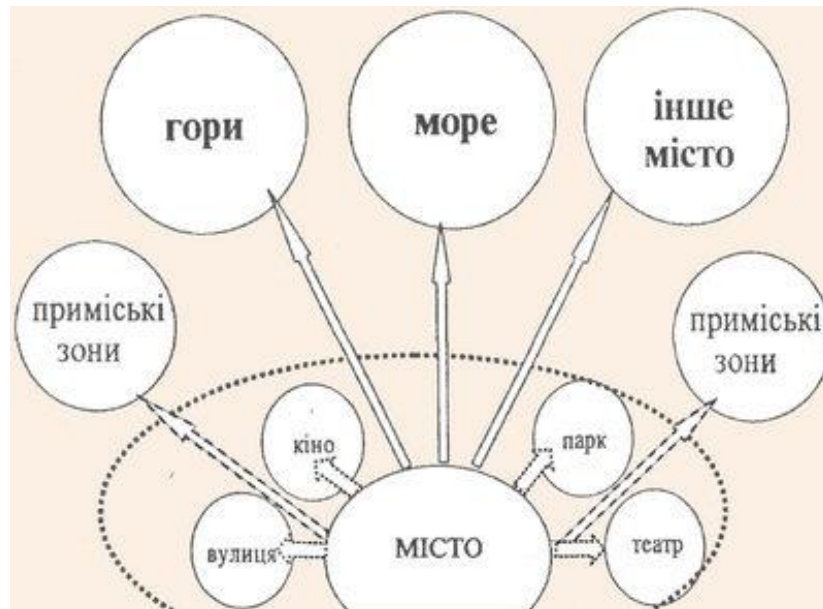 гори
море
інше
місто
приміські
зони
приміські
зони
кіно
парк
вулиця
МІСТО
театр